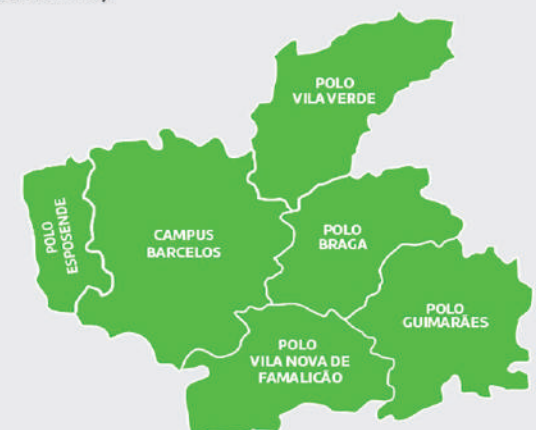 POLO
VILA VERDE
POLO
ESPOSENDE
CAMPUS
BARCELOS
POLO
BRAGA
POLO
GUIMARÃES
POLO
VILA NOVA DE
FAMALICÃO